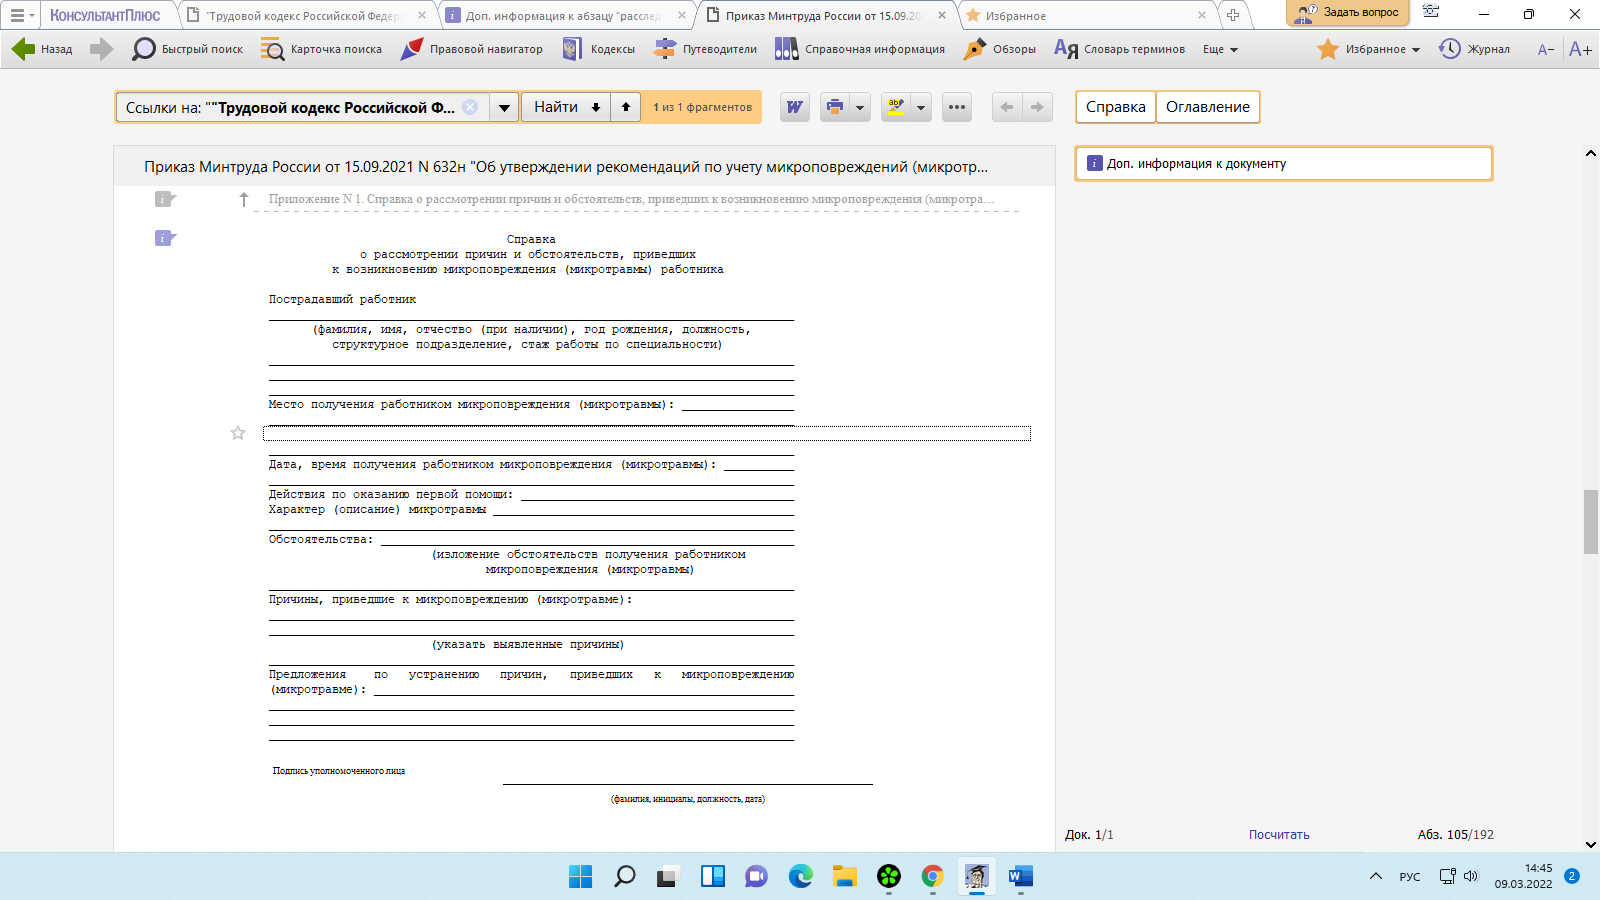 КонсультантПлюс
"Трудовой кодекс Российской Федер
Доп. информация к абзацу "расслед
Приказ Минтруда России от 15.09.202
Избранное
Задать вопрос
Назад
Быстрый поиск
Карточка поиска
Правовой навигатор
Кодексы
Путеводители
Справочная информация
Обзоры
Словарь терминов
Еще
Избранное
Журнал
А−
А+
Ссылки на: ""Трудовой кодекс Российской Ф...
Найти
1 из 1 фрагментов
Справка
Оглавление
Приказ Минтруда России от 15.09.2021 N 632н "Об утверждении рекомендаций по учету микроповреждений (микротр...
Доп. информация к документу
Приложение N 1. Справка о рассмотрении причин и обстоятельств, приведших к возникновению микроповреждения (микротра...
Справка
о рассмотрении причин и обстоятельств, приведших
к возникновению микроповреждения (микротравмы) работника
Пострадавший работник
(фамилия, имя, отчество (при наличии), год рождения, должность,
структурное подразделение, стаж работы по специальности)
Место получения работником микроповреждения (микротравмы):
Дата, время получения работником микроповреждения (микротравмы):
Действия по оказанию первой помощи:
Характер (описание) микротравмы
Обстоятельства:
(изложение обстоятельств получения работником
микроповреждения (микротравмы)
Причины, приведшие к микроповреждению (микротравме):
(указать выявленные причины)
Предложения по устранению причин, приведших к микроповреждению
(микротравме):
Подпись уполномоченного лица
(фамилия, инициалы, должность, дата)
Док. 1/1
Посчитать
Абз. 105/192
РУС
14:45
09.03.2022
2